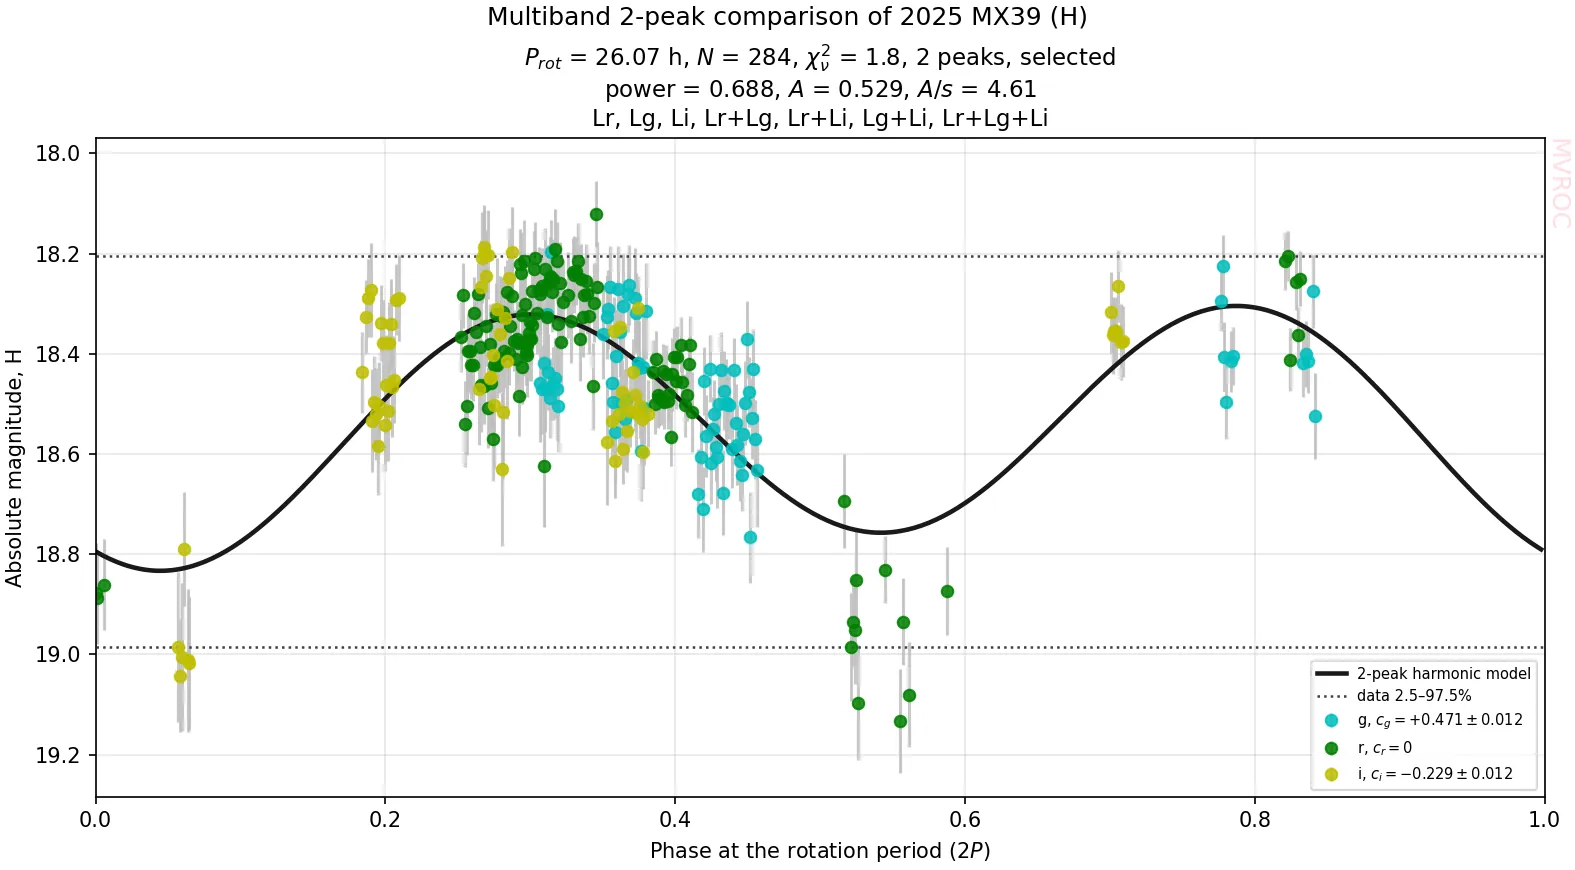 Multiband 2-peak comparison of 2025 MX39 (H)
P_rot = 26.07 h, N = 284, χ²_ν = 1.8, 2 peaks, selected
power = 0.688, A = 0.529, A/s = 4.61
Lr, Lg, Li, Lr+Lg, Lr+Li, Lg+Li, Lr+Lg+Li
MVROC
Absolute magnitude, H
18.0
18.2
18.4
18.6
18.8
19.0
19.2
2-peak harmonic model
data 2.5–97.5%
g, c_g = +0.471 ± 0.012
r, c_r = 0
i, c_i = −0.229 ± 0.012
0.0 0.2 0.4 0.6 0.8 1.0
Phase at the rotation period (2P)